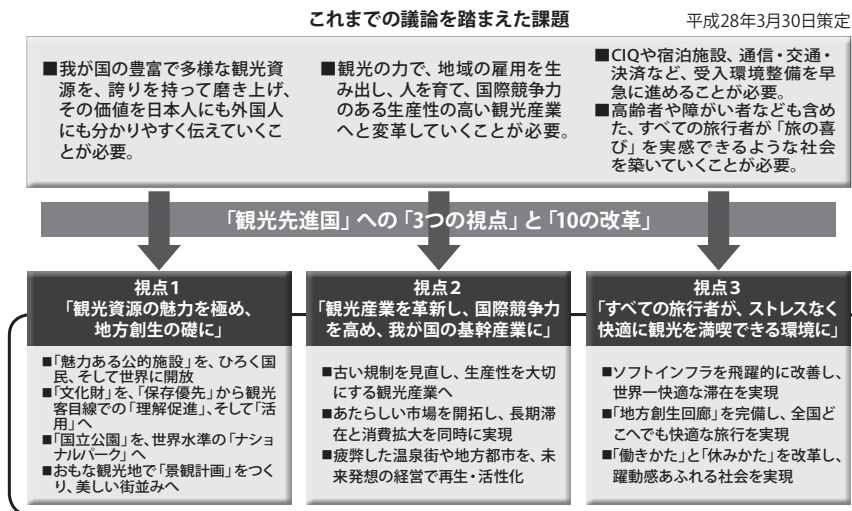 これまでの議論を踏まえた課題
平成28年3月30日策定
■我が国の豊富で多様な観光資
源を、誇りを持って磨き上げ、
その価値を日本人にも外国人
にも分かりやすく伝えていくこ
とが必要。
■観光の力で、地域の雇用を生
み出し、人を育て、国際競争力
のある生産性の高い観光産業
へと変革していくことが必要。
■CIQや宿泊施設、通信・交通・
決済など、受入環境整備を早
急に進めることが必要。
■高齢者や障がい者なども含め
た、すべての旅行者が「旅の喜
び」を実感できるような社会
を築いていくことが必要。
「観光先進国」への「3つの視点」と「10の改革」
視点1
「観光資源の魅力を極め、
地方創生の礎に」
■「魅力ある公的施設」を、ひろく国
民、そして世界に開放
■「文化財」を、「保存優先」から観光
客目線での「理解促進」、そして「活
用」へ
■「国立公園」を、世界水準の「ナショ
ナルパーク」へ
■おもな観光地で「景観計画」をつく
り、美しい街並みへ
視点2
「観光産業を革新し、国際競争力
を高め、我が国の基幹産業に」
■古い規制を見直し、生産性を大切
にする観光産業へ
■あたらしい市場を開拓し、長期滞
在と消費拡大を同時に実現
■疲弊した温泉街や地方都市を、未
来発想の経営で再生・活性化
視点3
「すべての旅行者が、ストレスなく
快適に観光を満喫できる環境に」
■ソフトインフラを飛躍的に改善し、
世界一快適な滞在を実現
■「地方創生回廊」を完備し、全国ど
こへでも快適な旅行を実現
■「働きかた」と「休みかた」を改革し、
躍動感あふれる社会を実現